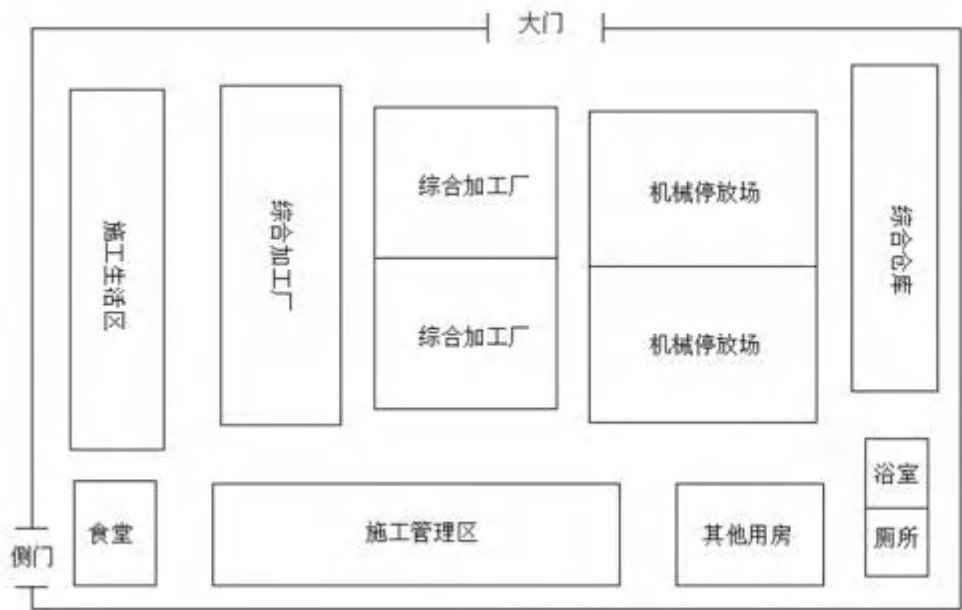 大门
施工生活区
综合加工厂
综合加工厂
机械停放场
综合仓库
综合加工厂
机械停放场
浴室
食堂
施工管理区
其他用房
厕所
侧门